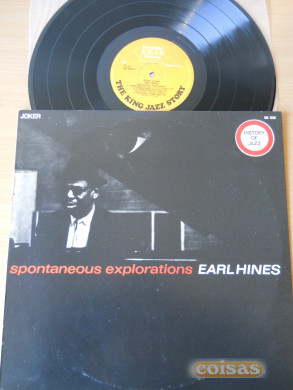 THE KING JAZZ STORY
JOKER
HISTORY
OF
JAZZ
spontaneous explorations EARL HINES
coisas